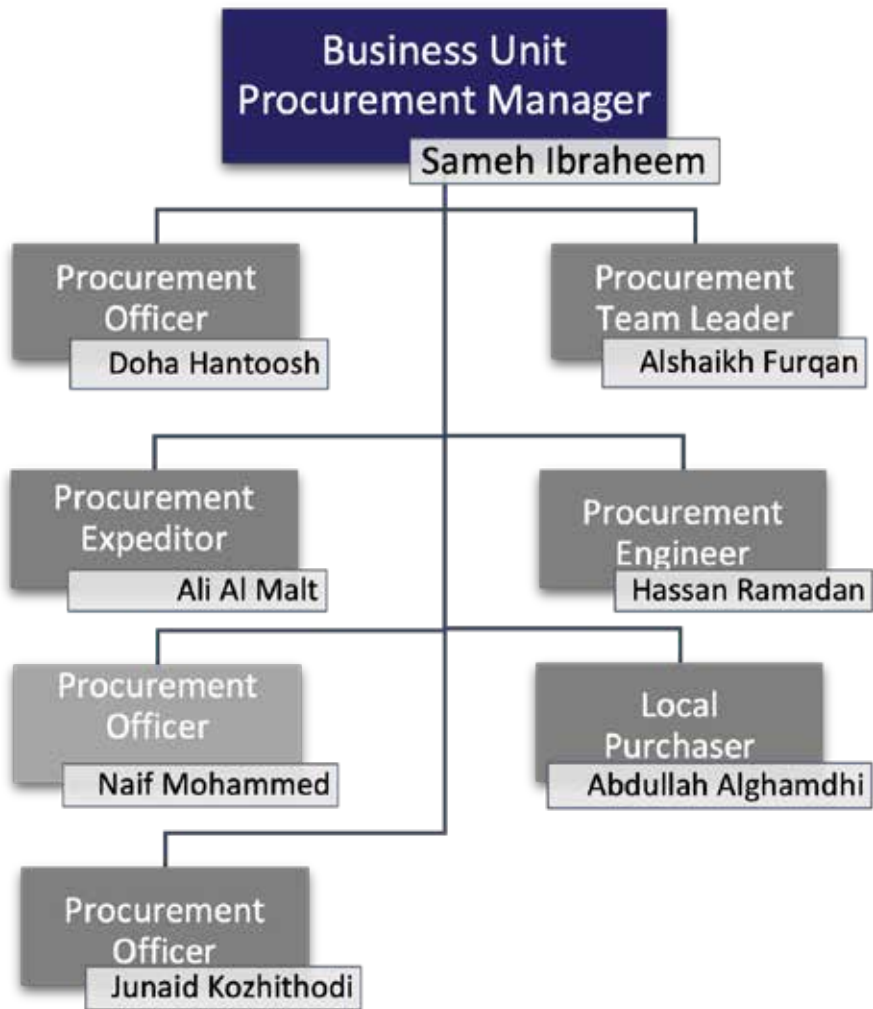 Business Unit
Procurement Manager
Sameh Ibraheem
Procurement
Officer
Doha Hantoosh
Procurement
Team Leader
Alshaikh Furqan
Procurement
Expeditor
Ali Al Malt
Procurement
Engineer
Hassan Ramadan
Procurement
Officer
Naif Mohammed
Local
Purchaser
Abdullah Alghamdhi
Procurement
Officer
Junaid Kozhithodi